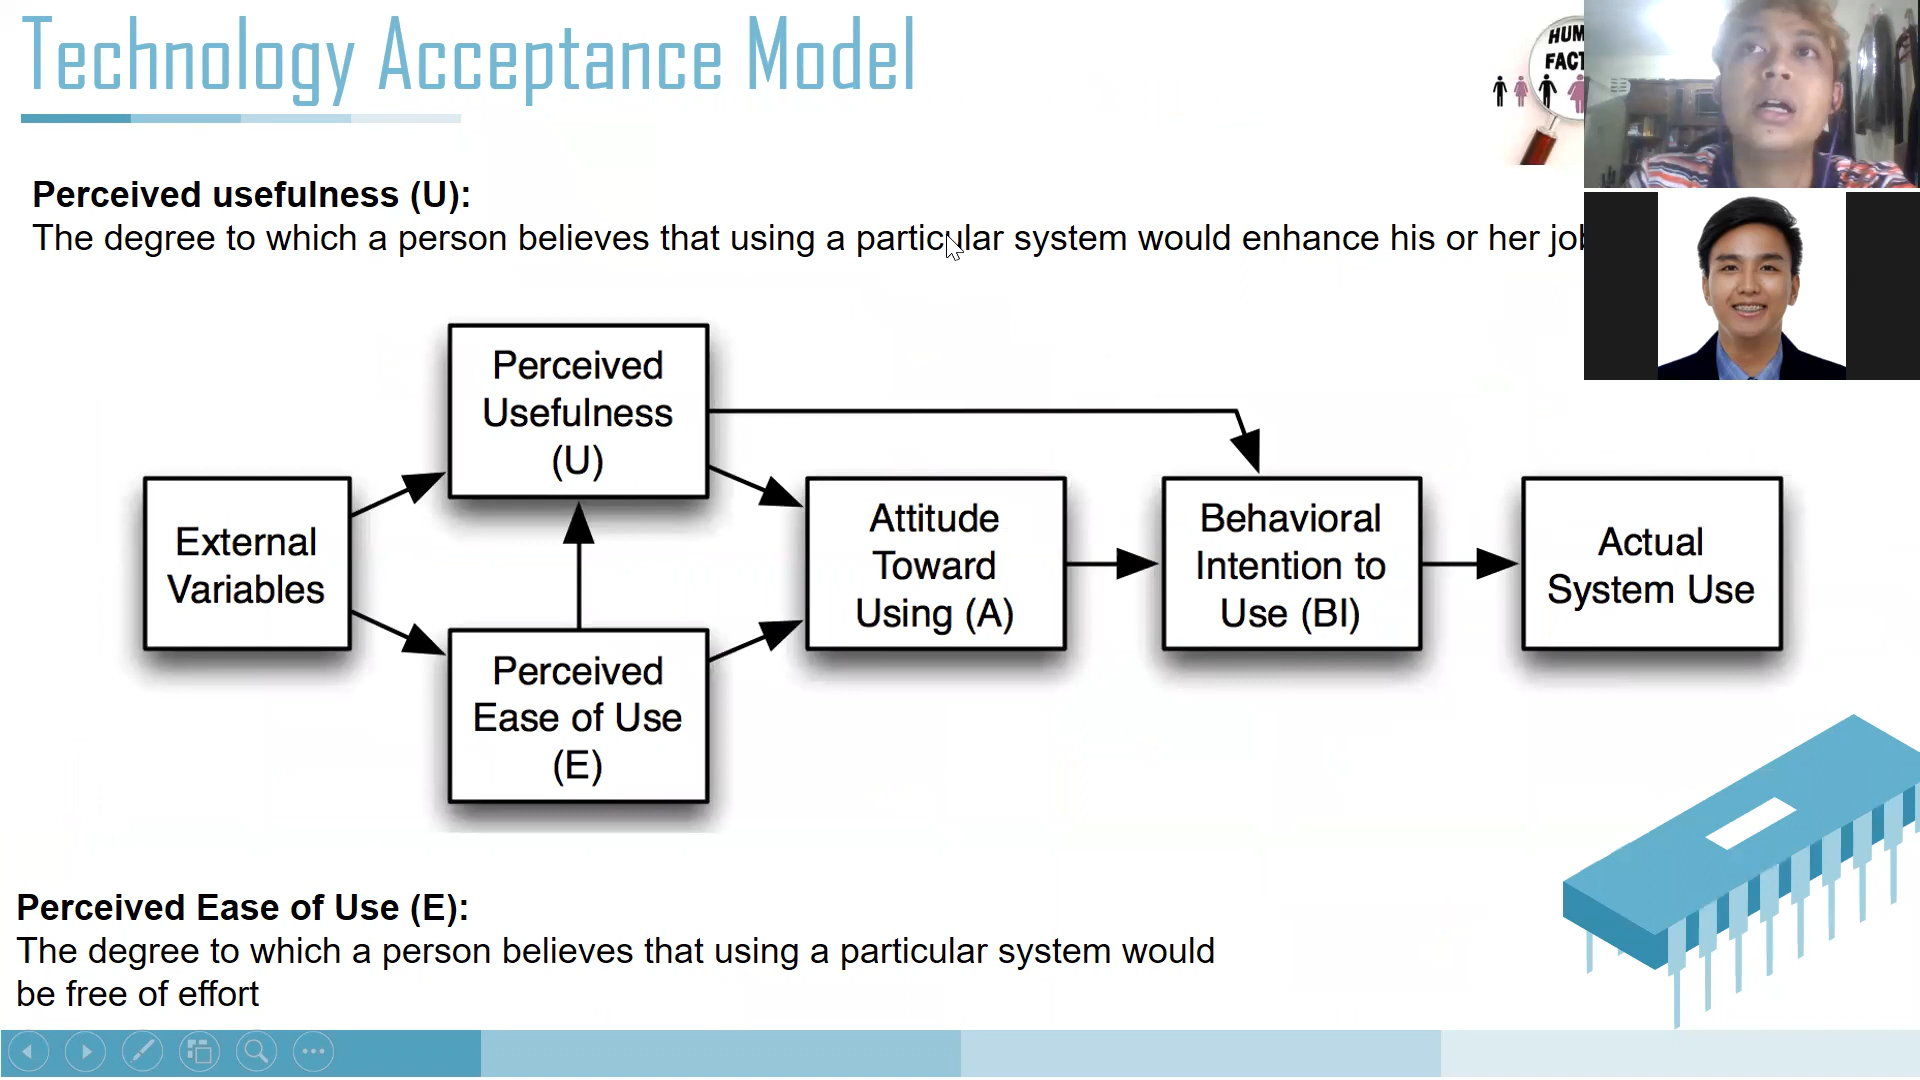 Technology Acceptance Model
HUM
FACT
Perceived usefulness (U):
The degree to which a person believes that using a particular system would enhance his or her job
Perceived
Usefulness
(U)
External
Variables
Attitude
Toward
Using (A)
Behavioral
Intention to
Use (BI)
Actual
System Use
Perceived
Ease of Use
(E)
Perceived Ease of Use (E):
The degree to which a person believes that using a particular system would
be free of effort